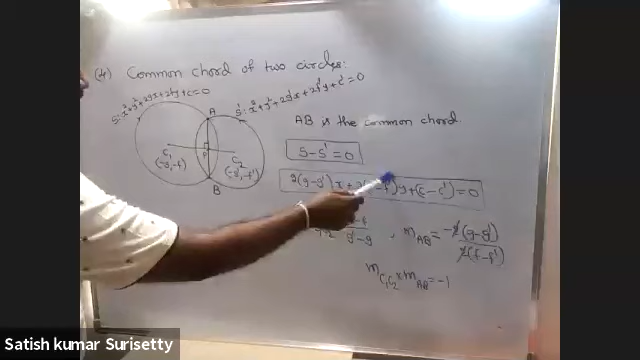 (4) Common chord of two circles:
S: x²+y²+2gx+2fy+c=0
S': x²+y²+2g'x+2f'y+c'=0
A
AB is the common chord
S-S'=0
C₁
(-g,-f)
P
C₂
(-g',-f')
B
2(g-g')x+ -f')y+(c-c')=0
g'-g , m_AB = -2(g-g')/2(f-f')
m_C₁C₂ × m_AB = -1
Satish kumar Surisetty